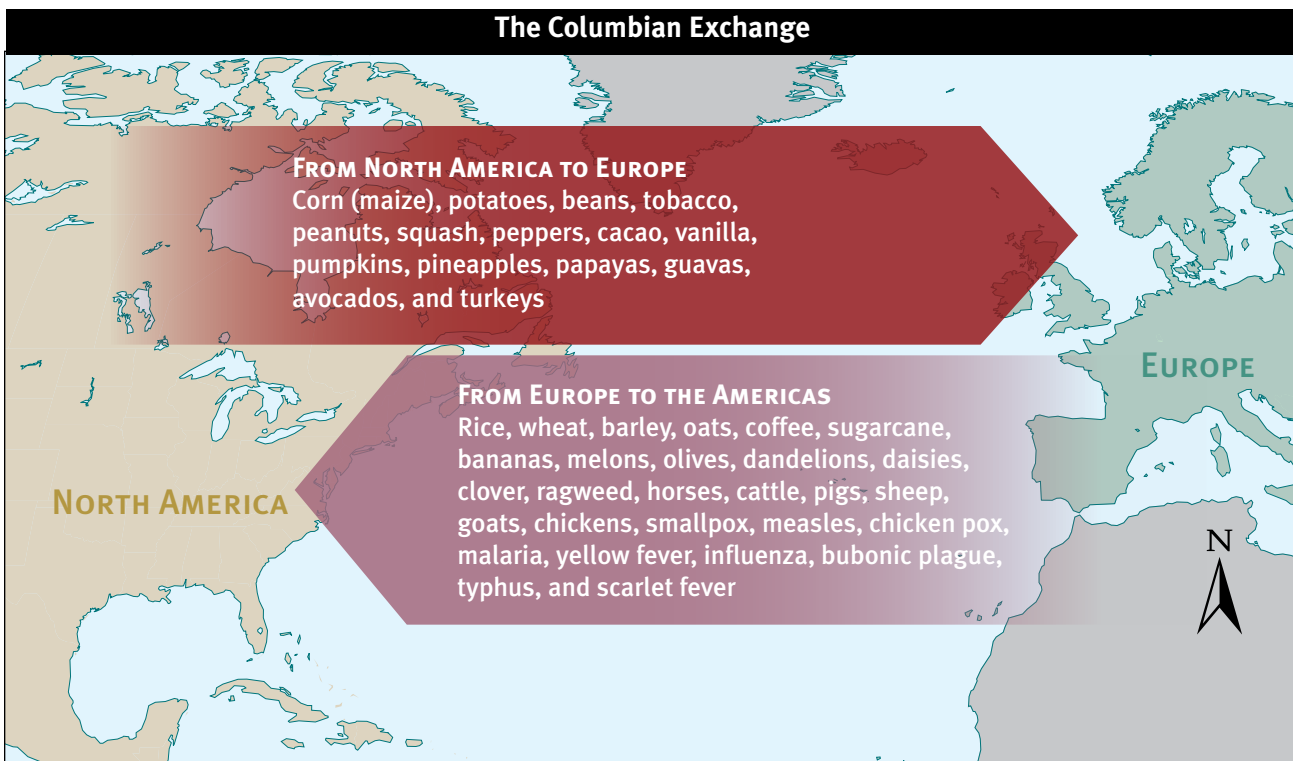 The Columbian Exchange
From North America to Europe
Corn (maize), potatoes, beans, tobacco,
peanuts, squash, peppers, cacao, vanilla,
pumpkins, pineapples, papayas, guavas,
avocados, and turkeys
Europe
From Europe to the Americas
Rice, wheat, barley, oats, coffee, sugarcane,
bananas, melons, olives, dandelions, daisies,
clover, ragweed, horses, cattle, pigs, sheep,
goats, chickens, smallpox, measles, chicken pox,
malaria, yellow fever, influenza, bubonic plague,
typhus, and scarlet fever
North America
N